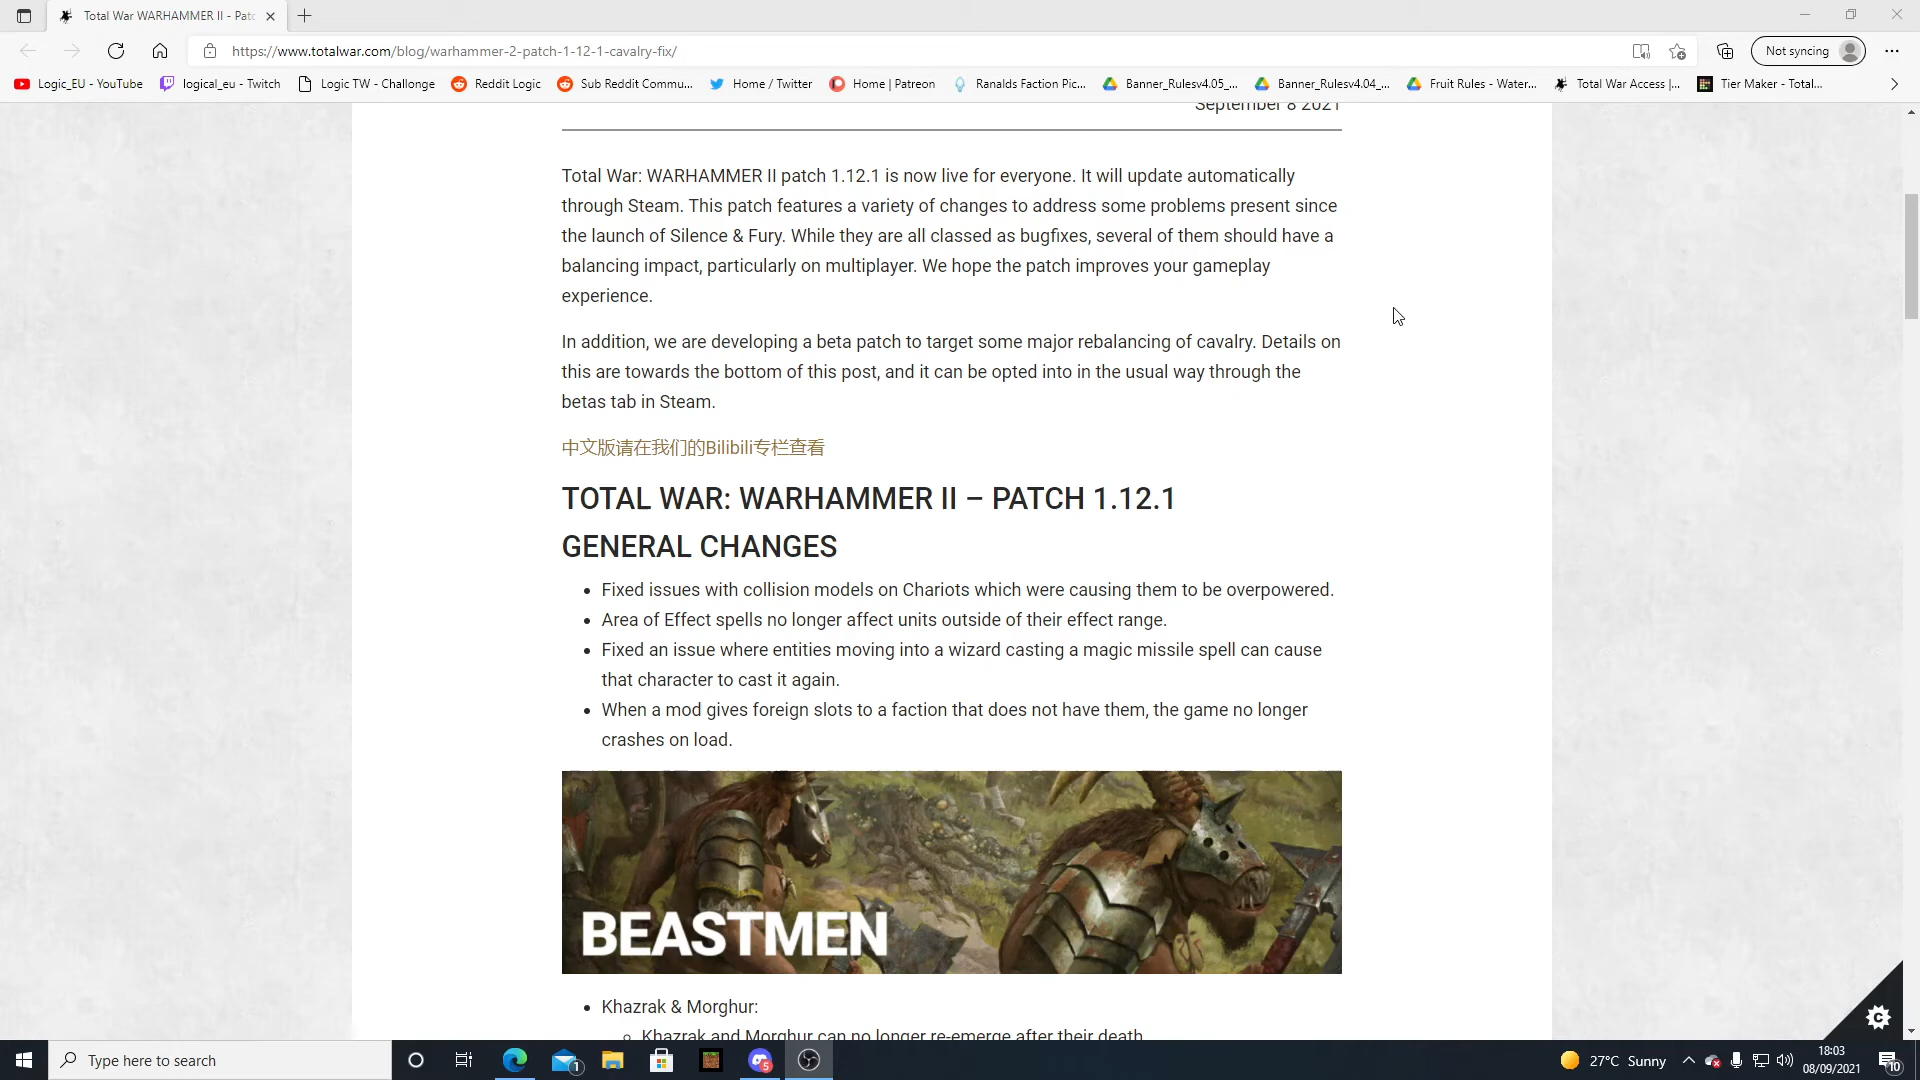 Total War WARHAMMER II - Patc
https://www.totalwar.com/blog/warhammer-2-patch-1-12-1-cavalry-fix/
Not syncing
Logic_EU - YouTube
logical_eu - Twitch
Logic TW - Challonge
Reddit Logic
Sub Reddit Commu...
Home / Twitter
Home | Patreon
Ranalds Faction Pic...
Banner_Rulesv4.05_...
Banner_Rulesv4.04_...
Fruit Rules - Water...
Total War Access |...
Tier Maker - Total...
September 8 2021
Total War: WARHAMMER II patch 1.12.1 is now live for everyone. It will update automatically
through Steam. This patch features a variety of changes to address some problems present since
the launch of Silence & Fury. While they are all classed as bugfixes, several of them should have a
balancing impact, particularly on multiplayer. We hope the patch improves your gameplay
experience.
In addition, we are developing a beta patch to target some major rebalancing of cavalry. Details on
this are towards the bottom of this post, and it can be opted into in the usual way through the
betas tab in Steam.
中文版请在我们的Bilibili专栏查看
TOTAL WAR: WARHAMMER II – PATCH 1.12.1
GENERAL CHANGES
• Fixed issues with collision models on Chariots which were causing them to be overpowered.
• Area of Effect spells no longer affect units outside of their effect range.
• Fixed an issue where entities moving into a wizard casting a magic missile spell can cause
that character to cast it again.
• When a mod gives foreign slots to a faction that does not have them, the game no longer
crashes on load.
BEASTMEN
• Khazrak & Morghur:
Khazrak and Morghur can no longer re-emerge after their death.
Type here to search
1
5
27°C Sunny
18:03
08/09/2021
10